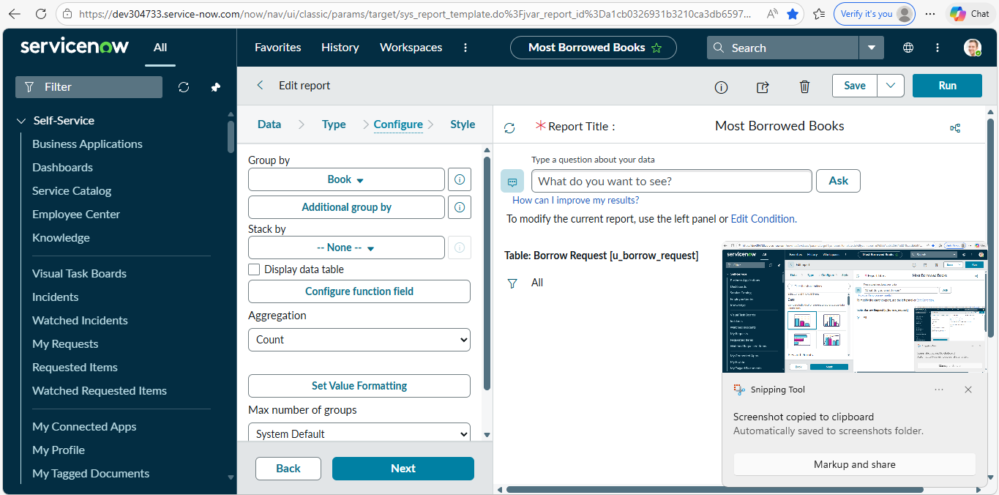 https://dev304733.service-now.com/now/nav/ui/classic/params/target/sys_report_template.do%3Fjvar_report_id%3Da1cb0326931b3210ca3db6597...
Verify it's you
Chat
servicenow
All
Favorites
History
Workspaces
Most Borrowed Books
Search
Filter
Self-Service
Business Applications
Dashboards
Service Catalog
Employee Center
Knowledge
Visual Task Boards
Incidents
Watched Incidents
My Requests
Requested Items
Watched Requested Items
My Connected Apps
My Profile
My Tagged Documents
Edit report
Save
Run
Data
Type
Configure
Style
Group by
Book
Additional group by
Stack by
-- None --
Display data table
Configure function field
Aggregation
Count
Set Value Formatting
Max number of groups
System Default
Back
Next
Report Title :
Most Borrowed Books
Type a question about your data
What do you want to see?
Ask
How can I improve my results?
To modify the current report, use the left panel or Edit Condition.
Table: Borrow Request [u_borrow_request]
All
Snipping Tool
Screenshot copied to clipboard
Automatically saved to screenshots folder.
Markup and share